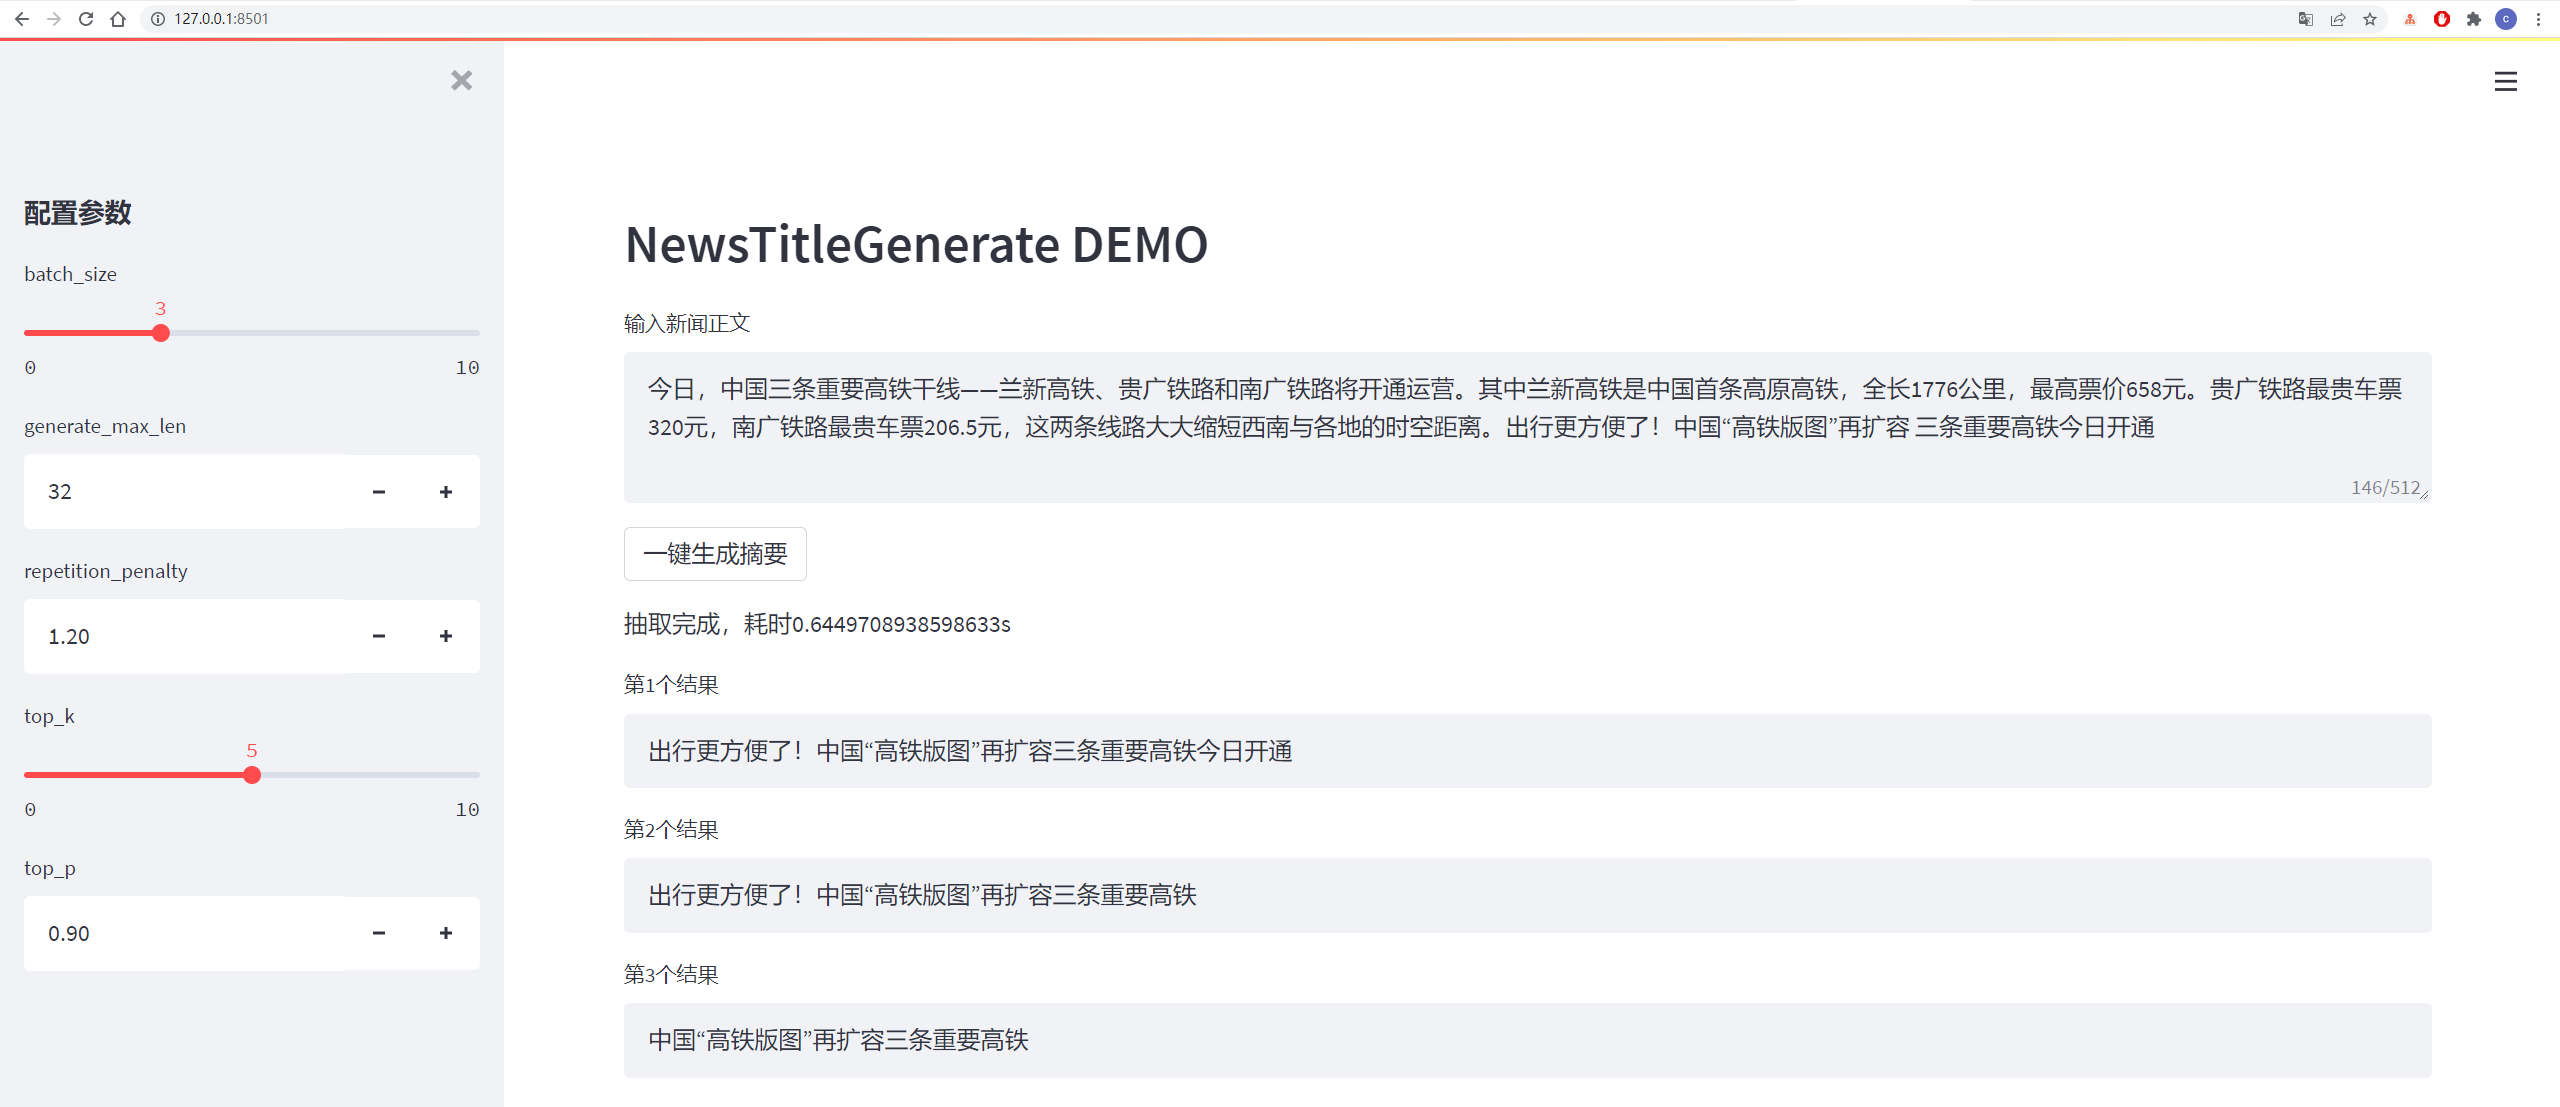 127.0.0.1:8501
C
配置参数
batch_size
3
0 10
generate_max_len
32
repetition_penalty
1.20
top_k
5
0 10
top_p
0.90
NewsTitleGenerate DEMO
输入新闻正文
今日，中国三条重要高铁干线——兰新高铁、贵广铁路和南广铁路将开通运营。其中兰新高铁是中国首条高原高铁，全长1776公里，最高票价658元。贵广铁路最贵车票
320元，南广铁路最贵车票206.5元，这两条线路大大缩短西南与各地的时空距离。出行更方便了！中国“高铁版图”再扩容 三条重要高铁今日开通
146/512
一键生成摘要
抽取完成，耗时0.6449708938598633s
第1个结果
出行更方便了！中国“高铁版图”再扩容三条重要高铁今日开通
第2个结果
出行更方便了！中国“高铁版图”再扩容三条重要高铁
第3个结果
中国“高铁版图”再扩容三条重要高铁